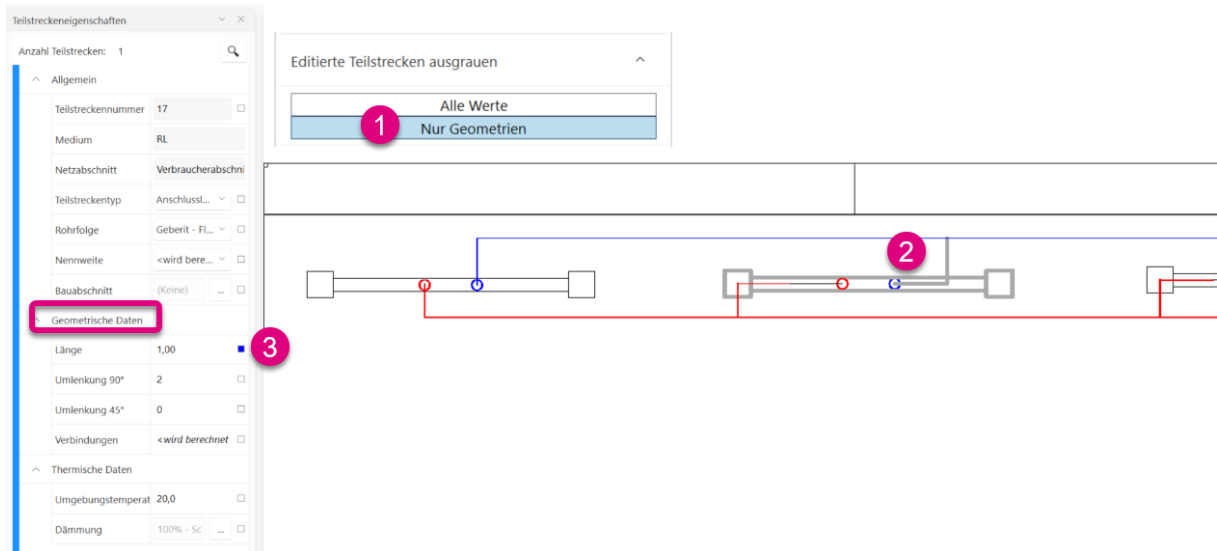 Teilstreckeneigenschaften
Anzahl Teilstrecken: 1
Allgemein
Teilstreckennummer 17
Medium RL
Netzabschnitt Verbraucherabschni
Teilstreckentyp Anschlussl...
Rohrfolge Geberit - Fl...
Nennweite <wird bere...
Bauabschnitt (Keine) ...
Geometrische Daten
Länge 1,00
Umlenkung 90° 2
Umlenkung 45° 0
Verbindungen <wird berechnet
Thermische Daten
Umgebungstemperat 20,0
Dämmung 100% - Sc ...
Editierte Teilstrecken ausgrauen
Alle Werte
1 Nur Geometrien
2
3